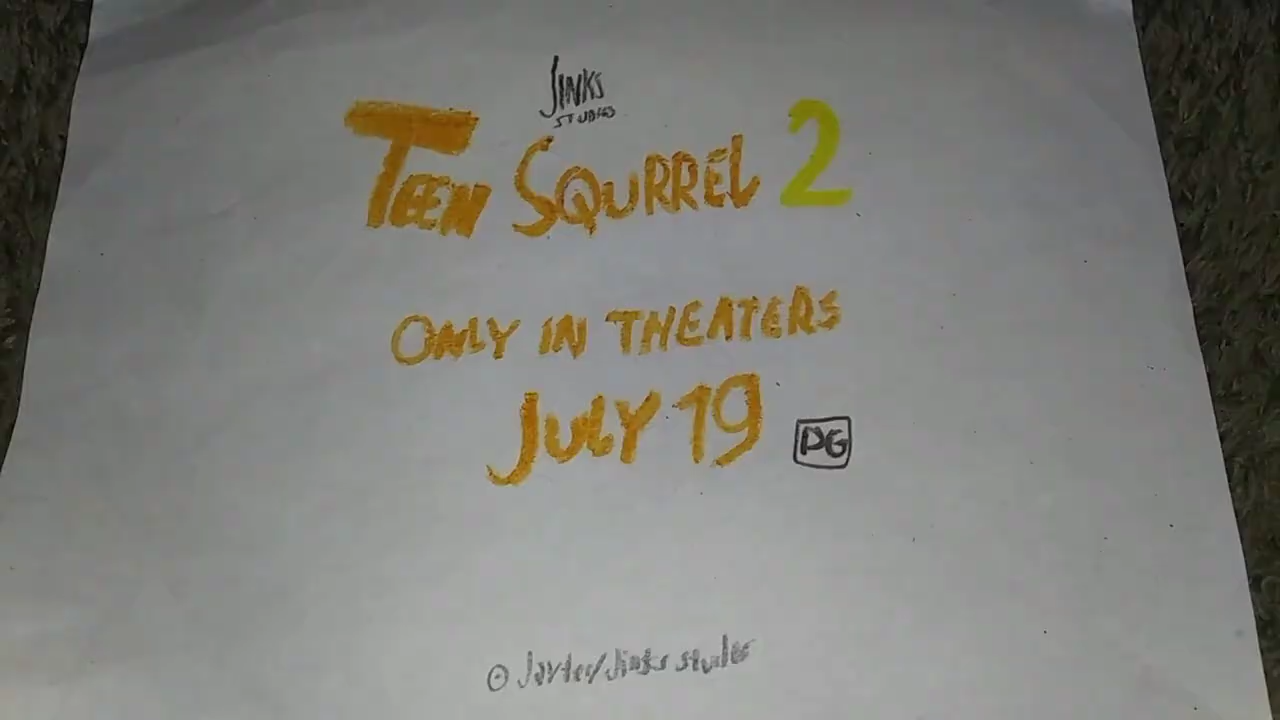 JINKS
STUDIOS
TEEN SQURREL 2
ONLY IN THEATERS
JULY 19
PG
©